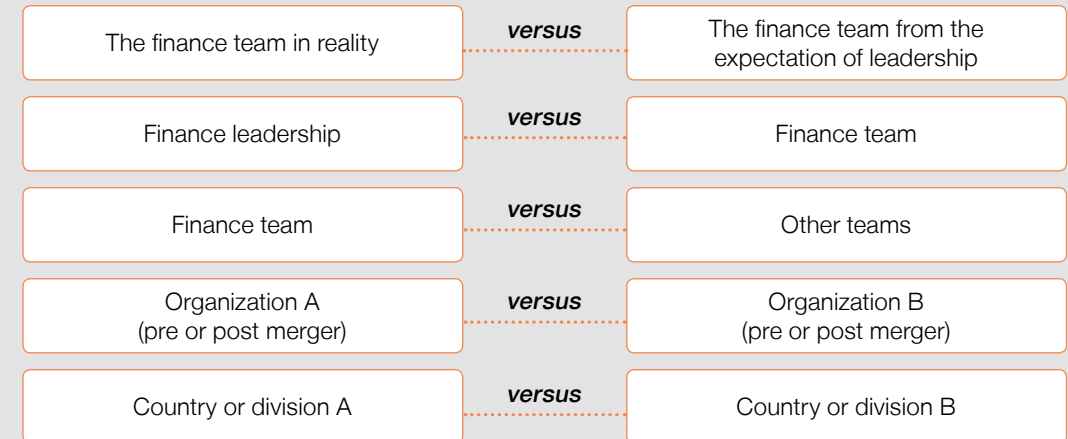 The finance team in reality
versus
The finance team from the
expectation of leadership
Finance leadership
versus
Finance team
Finance team
versus
Other teams
Organization A
(pre or post merger)
versus
Organization B
(pre or post merger)
Country or division A
versus
Country or division B